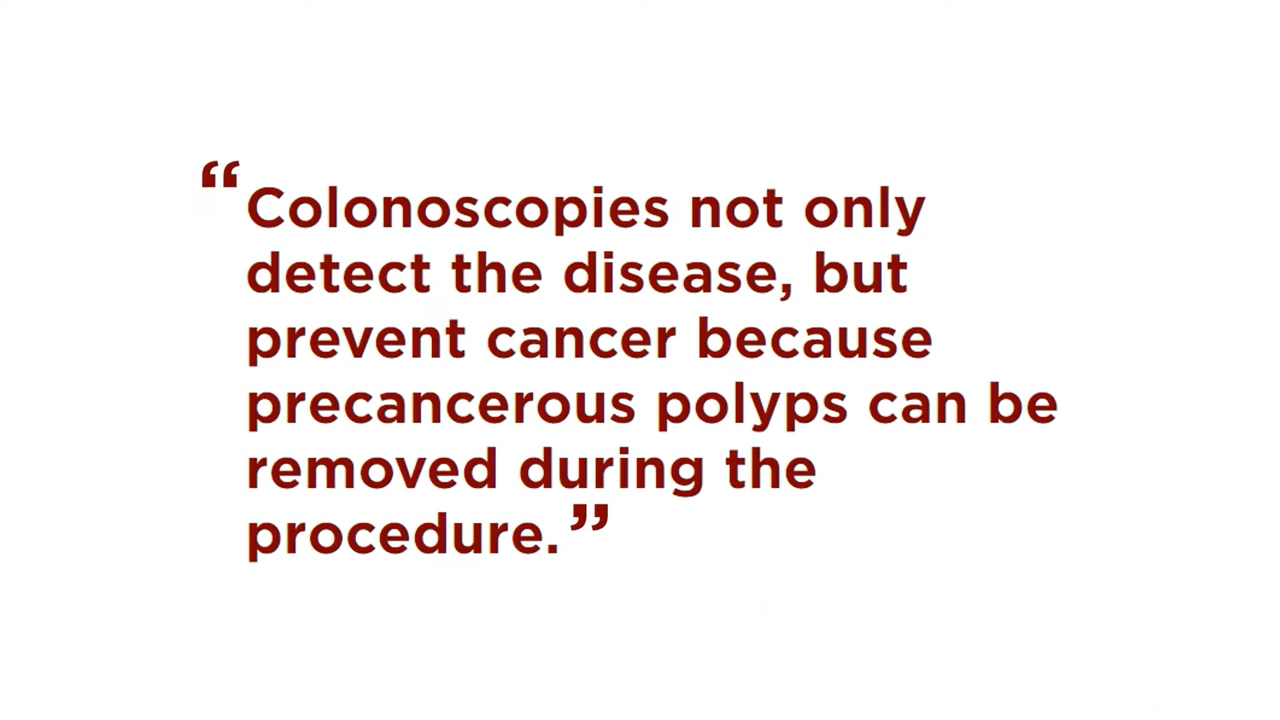 “Colonoscopies not only
detect the disease, but
prevent cancer because
precancerous polyps can be
removed during the
procedure.”